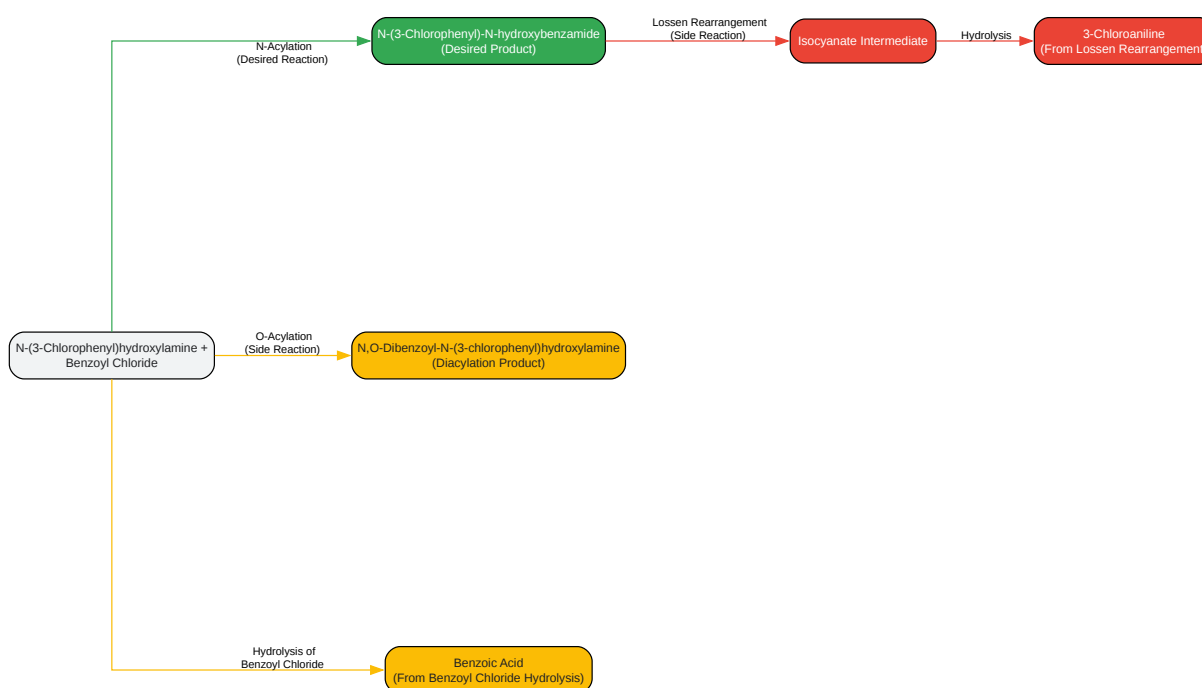 N-Acylation
(Desired Reaction)
N-(3-Chlorophenyl)-N-hydroxybenzamide
(Desired Product)
Lossen Rearrangement
(Side Reaction)
Isocyanate Intermediate
Hydrolysis
3-Chloroaniline
(From Lossen Rearrangement
N-(3-Chlorophenyl)hydroxylamine +
Benzoyl Chloride
O-Acylation
(Side Reaction)
N,O-Dibenzoyl-N-(3-chlorophenyl)hydroxylamine
(Diacylation Product)
Hydrolysis of
Benzoyl Chloride
Benzoic Acid
(From Benzoyl Chloride Hydrolysis)